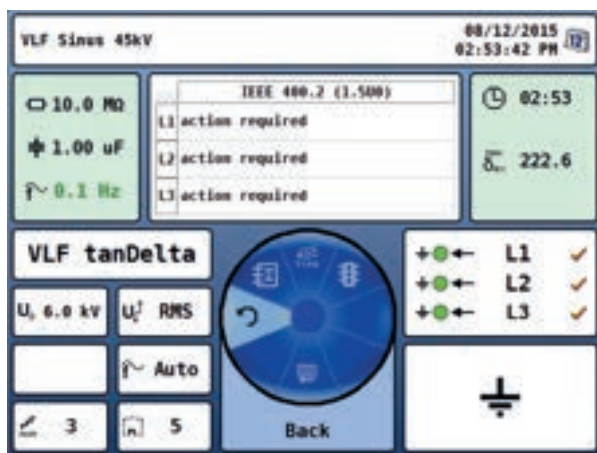 VLF Sinus 45kV
08/12/2015
02:53:42 PM
12
10.0 MΩ
1.00 uF
0.1 Hz
IEEE 400.2 (1.5U0)
L1 action required
L2 action required
L3 action required
02:53
222.6
VLF tanDelta
6.0 kV
RMS
Auto
3
5
Back
L1
L2
L3